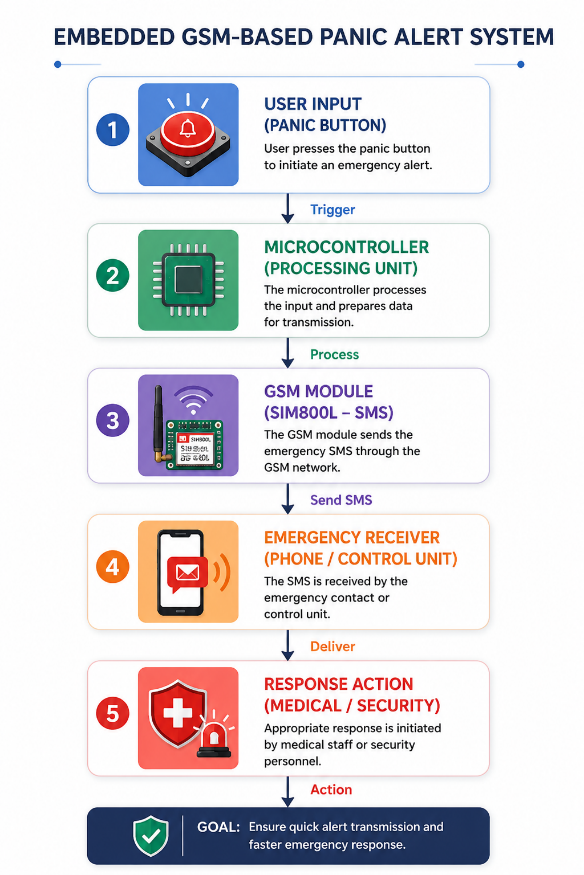 EMBEDDED GSM-BASED PANIC ALERT SYSTEM
1
USER INPUT
(PANIC BUTTON)
User presses the panic button
to initiate an emergency alert.
Trigger
2
MICROCONTROLLER
(PROCESSING UNIT)
The microcontroller processes
the input and prepares data
for transmission.
Process
3
SIM800L
GSM MODULE
(SIM800L – SMS)
The GSM module sends the
emergency SMS through the
GSM network.
Send SMS
4
EMERGENCY RECEIVER
(PHONE / CONTROL UNIT)
The SMS is received by the
emergency contact or
control unit.
Deliver
5
RESPONSE ACTION
(MEDICAL / SECURITY)
Appropriate response is initiated
by medical staff or security
personnel.
Action
GOAL: Ensure quick alert transmission and
faster emergency response.